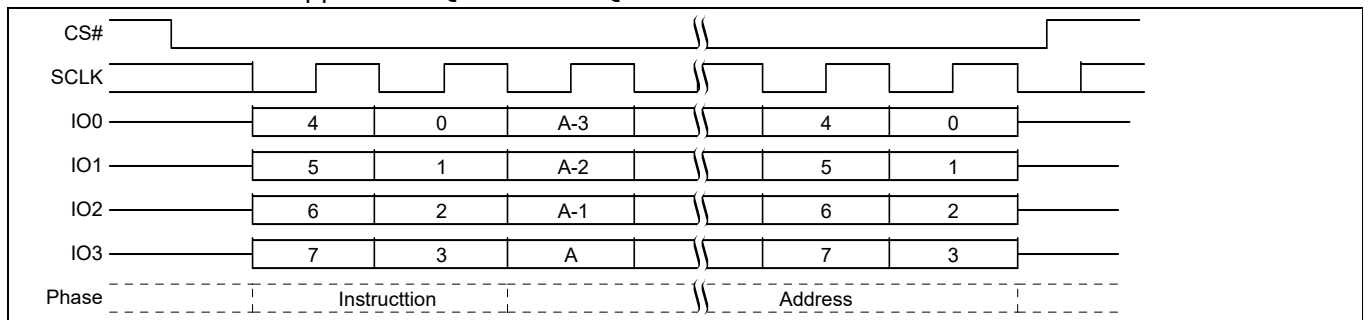 CS#
SCLK
IO0 4 0 A-3 4 0
IO1 5 1 A-2 5 1
IO2 6 2 A-1 6 2
IO3 7 3 A 7 3
Phase Instructtion Address